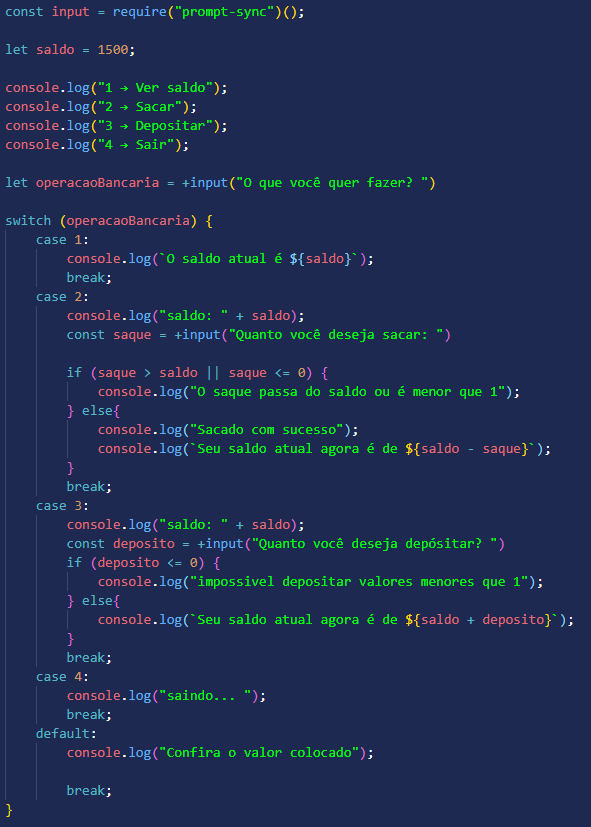 const input = require("prompt-sync")();
let saldo = 1500;
console.log("1 → Ver saldo");
console.log("2 → Sacar");
console.log("3 → Depositar");
console.log("4 → Sair");
let operacaoBancaria = +input("O que você quer fazer? ")
switch (operacaoBancaria) {
case 1:
console.log(`O saldo atual é ${saldo}`);
break;
case 2:
console.log("saldo: " + saldo);
const saque = +input("Quanto você deseja sacar: ")
if (saque > saldo || saque <= 0) {
console.log("O saque passa do saldo ou é menor que 1");
} else{
console.log("Sacado com sucesso");
console.log(`Seu saldo atual agora é de ${saldo - saque}`);
}
break;
case 3:
console.log("saldo: " + saldo);
const deposito = +input("Quanto você deseja depósitar? ")
if (deposito <= 0) {
console.log("impossivel depositar valores menores que 1");
} else{
console.log(`Seu saldo atual agora é de ${saldo + deposito}`);
}
break;
case 4:
console.log("saindo... ");
break;
default:
console.log("Confira o valor colocado");
break;
}